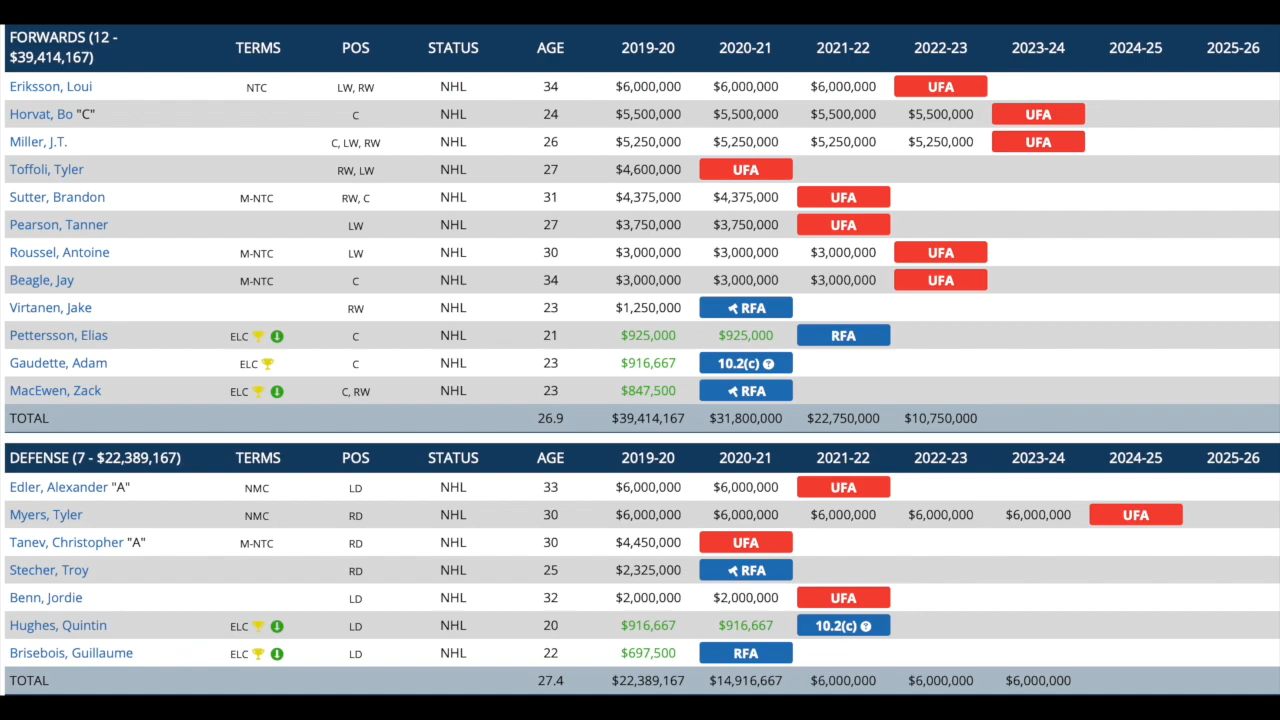 FORWARDS (12 - $39,414,167) TERMS POS STATUS AGE 2019-20 2020-21 2021-22 2022-23 2023-24 2024-25 2025-26
Eriksson, Loui NTC LW, RW NHL 34 $6,000,000 $6,000,000 $6,000,000 UFA
Horvat, Bo "C" C NHL 24 $5,500,000 $5,500,000 $5,500,000 $5,500,000 UFA
Miller, J.T. C, LW, RW NHL 26 $5,250,000 $5,250,000 $5,250,000 $5,250,000 UFA
Toffoli, Tyler RW, LW NHL 27 $4,600,000 UFA
Sutter, Brandon M-NTC RW, C NHL 31 $4,375,000 $4,375,000 UFA
Pearson, Tanner LW NHL 27 $3,750,000 $3,750,000 UFA
Roussel, Antoine M-NTC LW NHL 30 $3,000,000 $3,000,000 $3,000,000 UFA
Beagle, Jay M-NTC C NHL 34 $3,000,000 $3,000,000 $3,000,000 UFA
Virtanen, Jake RW NHL 23 $1,250,000 RFA
Pettersson, Elias ELC C NHL 21 $925,000 $925,000 RFA
Gaudette, Adam ELC C NHL 23 $916,667 10.2(c)
MacEwen, Zack ELC C, RW NHL 23 $847,500 RFA
TOTAL 26.9 $39,414,167 $31,800,000 $22,750,000 $10,750,000
DEFENSE (7 - $22,389,167) TERMS POS STATUS AGE 2019-20 2020-21 2021-22 2022-23 2023-24 2024-25 2025-26
Edler, Alexander "A" NMC LD NHL 33 $6,000,000 $6,000,000 UFA
Myers, Tyler NMC RD NHL 30 $6,000,000 $6,000,000 $6,000,000 $6,000,000 $6,000,000 UFA
Tanev, Christopher "A" M-NTC RD NHL 30 $4,450,000 UFA
Stecher, Troy RD NHL 25 $2,325,000 RFA
Benn, Jordie LD NHL 32 $2,000,000 $2,000,000 UFA
Hughes, Quintin ELC LD NHL 20 $916,667 $916,667 10.2(c)
Brisebois, Guillaume ELC LD NHL 22 $697,500 RFA
TOTAL 27.4 $22,389,167 $14,916,667 $6,000,000 $6,000,000 $6,000,000